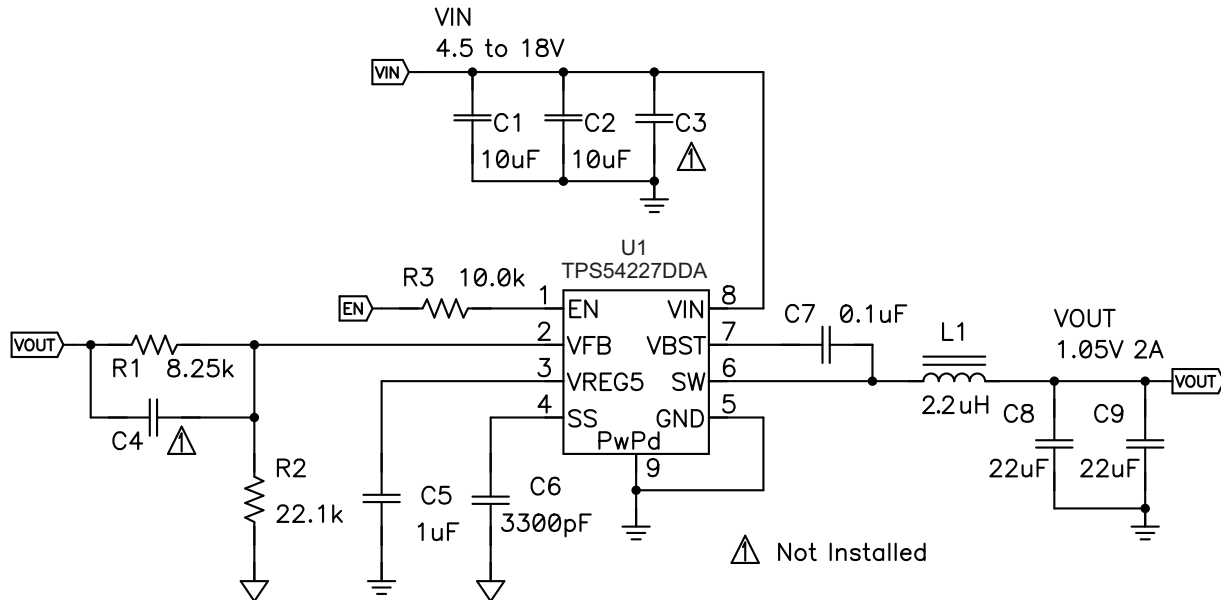 VIN
4.5 to 18V
VIN
C1
C2
C3
10uF
10uF
1
U1
TPS54227DDA
R3 10.0k
EN
1
EN
VIN
8
C7 0.1uF
VOUT
R1 8.25k
2
VFB
VBST
7
L1
VOUT
1.05V 2A
3
VREG5
SW
6
2.2uH
VOUT
C4
1
4
SS
GND
5
C8
C9
PwPd
9
22uF
22uF
R2
22.1k
C5
1uF
C6
3300pF
1 Not Installed